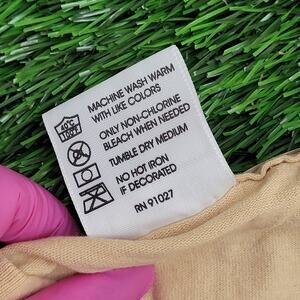 MACHINE WASH WARM
WITH LIKE COLORS
40°C
105°F
ONLY NON-CHLORINE
BLEACH WHEN NEEDED
TUMBLE DRY MEDIUM
NO HOT IRON
IF DECORATED
RN 91027